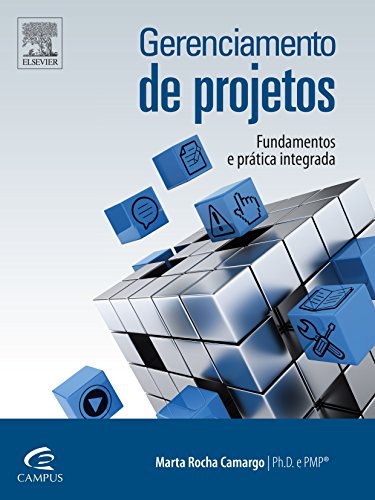 ELSEVIER
Gerenciamento
de projetos
Fundamentos
e prática integrada
Marta Rocha Camargo | Ph.D. e PMP®
CAMPUS